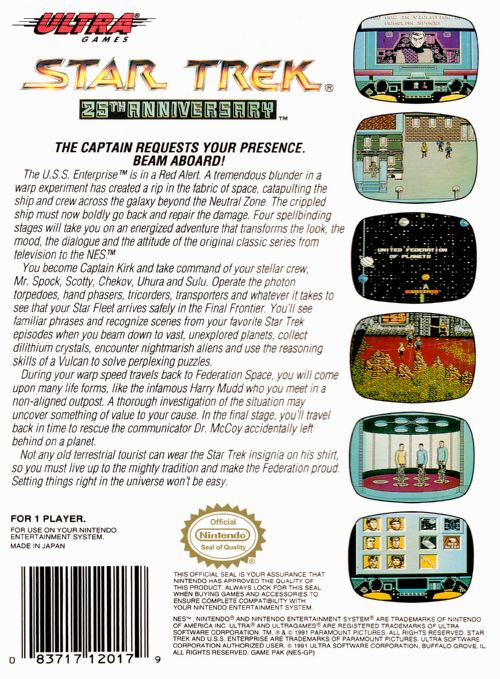 ULTRA
GAMES
STAR TREK®
25TH ANNIVERSARY™
THE CAPTAIN REQUESTS YOUR PRESENCE.
BEAM ABOARD!
The U.S.S. Enterprise™ is in a Red Alert. A tremendous blunder in a
warp experiment has created a rip in the fabric of space, catapulting the
ship and crew across the galaxy beyond the Neutral Zone. The crippled
ship must now boldly go back and repair the damage. Four spellbinding
stages will take you on an energized adventure that transforms the look, the
mood, the dialogue and the attitude of the original classic series from
television to the NES.™
You become Captain Kirk and take command of your stellar crew,
Mr. Spock, Scotty, Chekov, Uhura and Sulu. Operate the photon
torpedoes, hand phasers, tricorders, transporters and whatever it takes to
see that your Star Fleet arrives safely in the Final Frontier. You'll see
familiar phrases and recognize scenes from your favorite Star Trek
episodes when you beam down to vast, unexplored planets, collect
dilithium crystals, encounter nightmarish aliens and use the reasoning
skills of a Vulcan to solve perplexing puzzles.
During your warp speed travels back to Federation Space, you will come
upon many life forms, like the infamous Harry Mudd who you meet in a
non-aligned outpost. A thorough investigation of the situation may
uncover something of value to your cause. In the final stage, you'll travel
back in time to rescue the communicator Dr. McCoy accidentally left
behind on a planet.
Not any old terrestrial tourist can wear the Star Trek insignia on his shirt,
so you must live up to the mighty tradition and make the Federation proud.
Setting things right in the universe won't be easy.
UNITED FEDERATION
OF PLANETS
FOR 1 PLAYER.
FOR USE ON YOUR NINTENDO
ENTERTAINMENT SYSTEM.
MADE IN JAPAN
Official
Nintendo
Seal of Quality
THIS OFFICIAL SEAL IS YOUR ASSURANCE THAT
NINTENDO HAS APPROVED THE QUALITY OF
THIS PRODUCT. ALWAYS LOOK FOR THIS SEAL
WHEN BUYING GAMES AND ACCESSORIES TO
ENSURE COMPLETE COMPATIBILITY WITH
YOUR NINTENDO ENTERTAINMENT SYSTEM.
NES™, NINTENDO® AND NINTENDO ENTERTAINMENT SYSTEM® ARE TRADEMARKS OF NINTENDO
OF AMERICA INC. ULTRA® AND ULTRAGAMES® ARE REGISTERED TRADEMARKS OF ULTRA
SOFTWARE CORPORATION. TM, ® & © 1991 PARAMOUNT PICTURES. ALL RIGHTS RESERVED. STAR
TREK AND U.S.S. ENTERPRISE ARE TRADEMARKS OF PARAMOUNT PICTURES. ULTRA SOFTWARE
CORPORATION AUTHORIZED USER. © 1991 ULTRA SOFTWARE CORPORATION. BUFFALO GROVE, IL.
ALL RIGHTS RESERVED. GAME PAK (NES-GP)
0 83717 12017 9